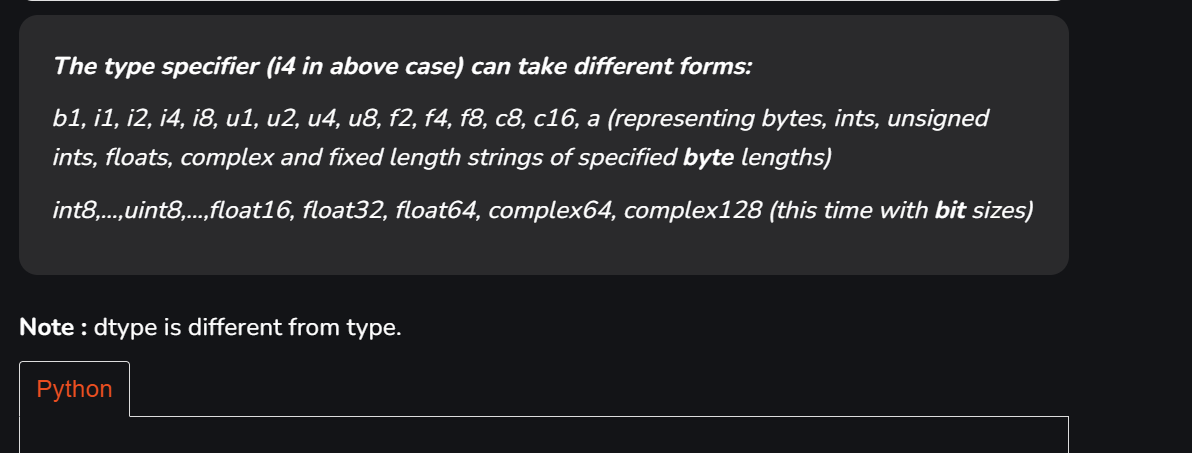 The type specifier (i4 in above case) can take different forms:
b1, i1, i2, i4, i8, u1, u2, u4, u8, f2, f4, f8, c8, c16, a (representing bytes, ints, unsigned
ints, floats, complex and fixed length strings of specified byte lengths)
int8,...,uint8,...,float16, float32, float64, complex64, complex128 (this time with bit sizes)
Note : dtype is different from type.
Python